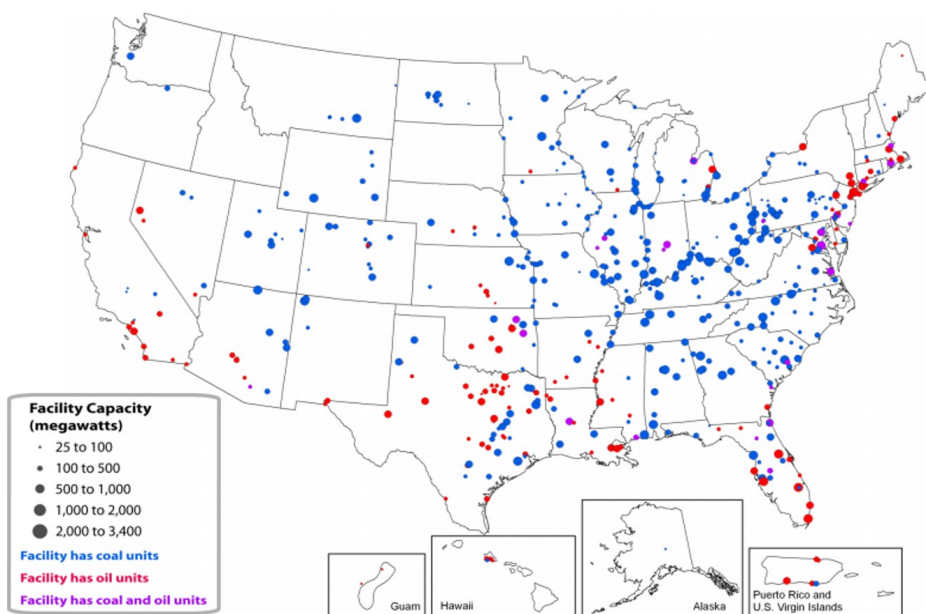 Facility Capacity
(megawatts)
25 to 100
100 to 500
500 to 1,000
1,000 to 2,000
2,000 to 3,400
Facility has coal units
Facility has oil units
Facility has coal and oil units
Guam
Hawaii
Alaska
Puerto Rico and
U.S. Virgin Islands